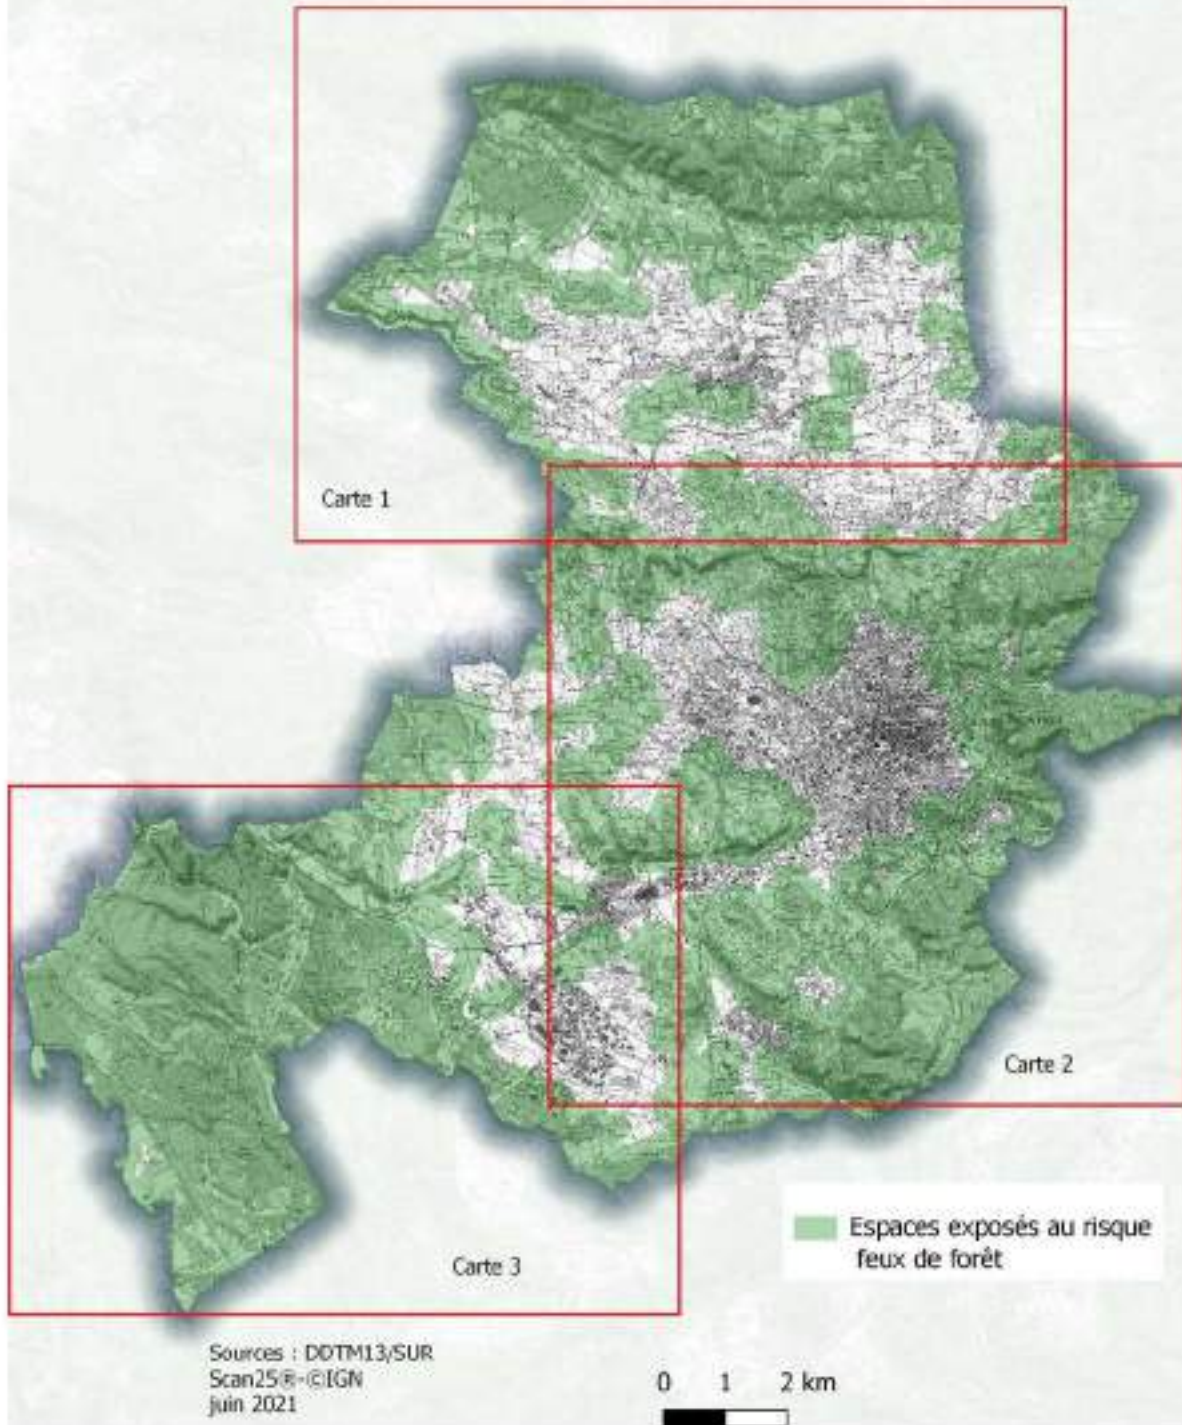 Carte 1
Carte 2
Carte 3
Espaces exposés au risque
feux de forêt
Sources : DDTM13/SUR
Scan25®-©IGN
juin 2021
0 1 2 km